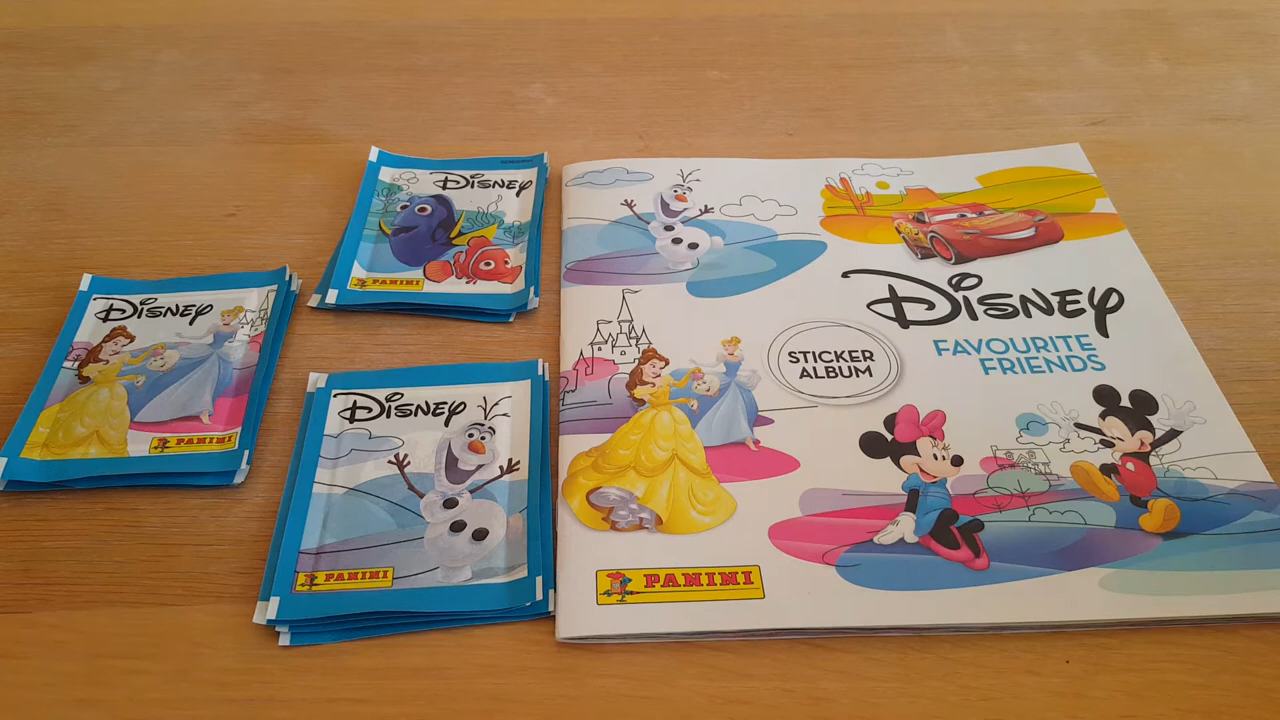 DISNEY
PANINI
DISNEY
PANINI
DISNEY
PANINI
DISNEY
FAVOURITE
FRIENDS
STICKER
ALBUM
PANINI